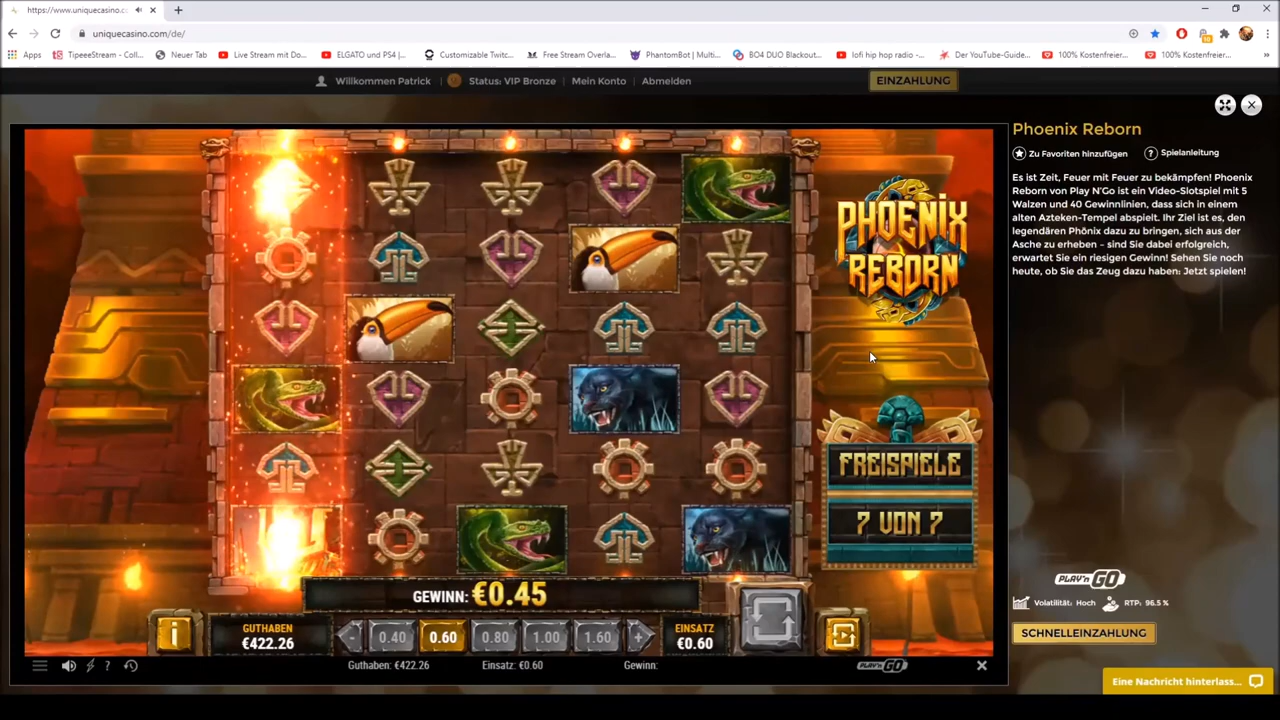 https://www.uniquecasino.cc
uniquecasino.com/de/
Apps
TipeeeStream - Collec...
Neuer Tab
Live Stream mit Do...
ELGATO und PS4 |...
Customizable Twitc...
Free Stream Overla...
PhantomBot | Multi...
BO4 DUO Blackout...
lofi hip hop radio -...
Der YouTube-Guide...
100% Kostenfreier...
100% Kostenfreier...
Willkommen Patrick
Status: VIP Bronze
Mein Konto
Abmelden
EINZAHLUNG
PHOENIX
REBORN
FREISPIELE
7 VON 7
GEWINN: €0.45
GUTHABEN
€422.26
-
0.40
0.60
0.80
1.00
1.60
+
EINSATZ
€0.60
Guthaben: €422.26
Einsatz: €0.60
Gewinn:
PLAY'n GO
Phoenix Reborn
Zu Favoriten hinzufügen
Spielanleitung
Es ist Zeit, Feuer mit Feuer zu bekämpfen! Phoenix
Reborn von Play N'Go ist ein Video-Slotspiel mit 5
Walzen und 40 Gewinnlinien, dass sich in einem
alten Azteken-Tempel abspielt. Ihr Ziel ist es, den
legendären Phönix dazu zu bringen, sich aus der
Asche zu erheben – sind Sie dabei erfolgreich,
erwartet Sie ein riesigen Gewinn! Sehen Sie noch
heute, ob Sie das Zeug dazu haben: Jetzt spielen!
PLAY'n GO
Volatilität: Hoch
RTP: 96.5 %
SCHNELLEINZAHLUNG
Eine Nachricht hinterlass...